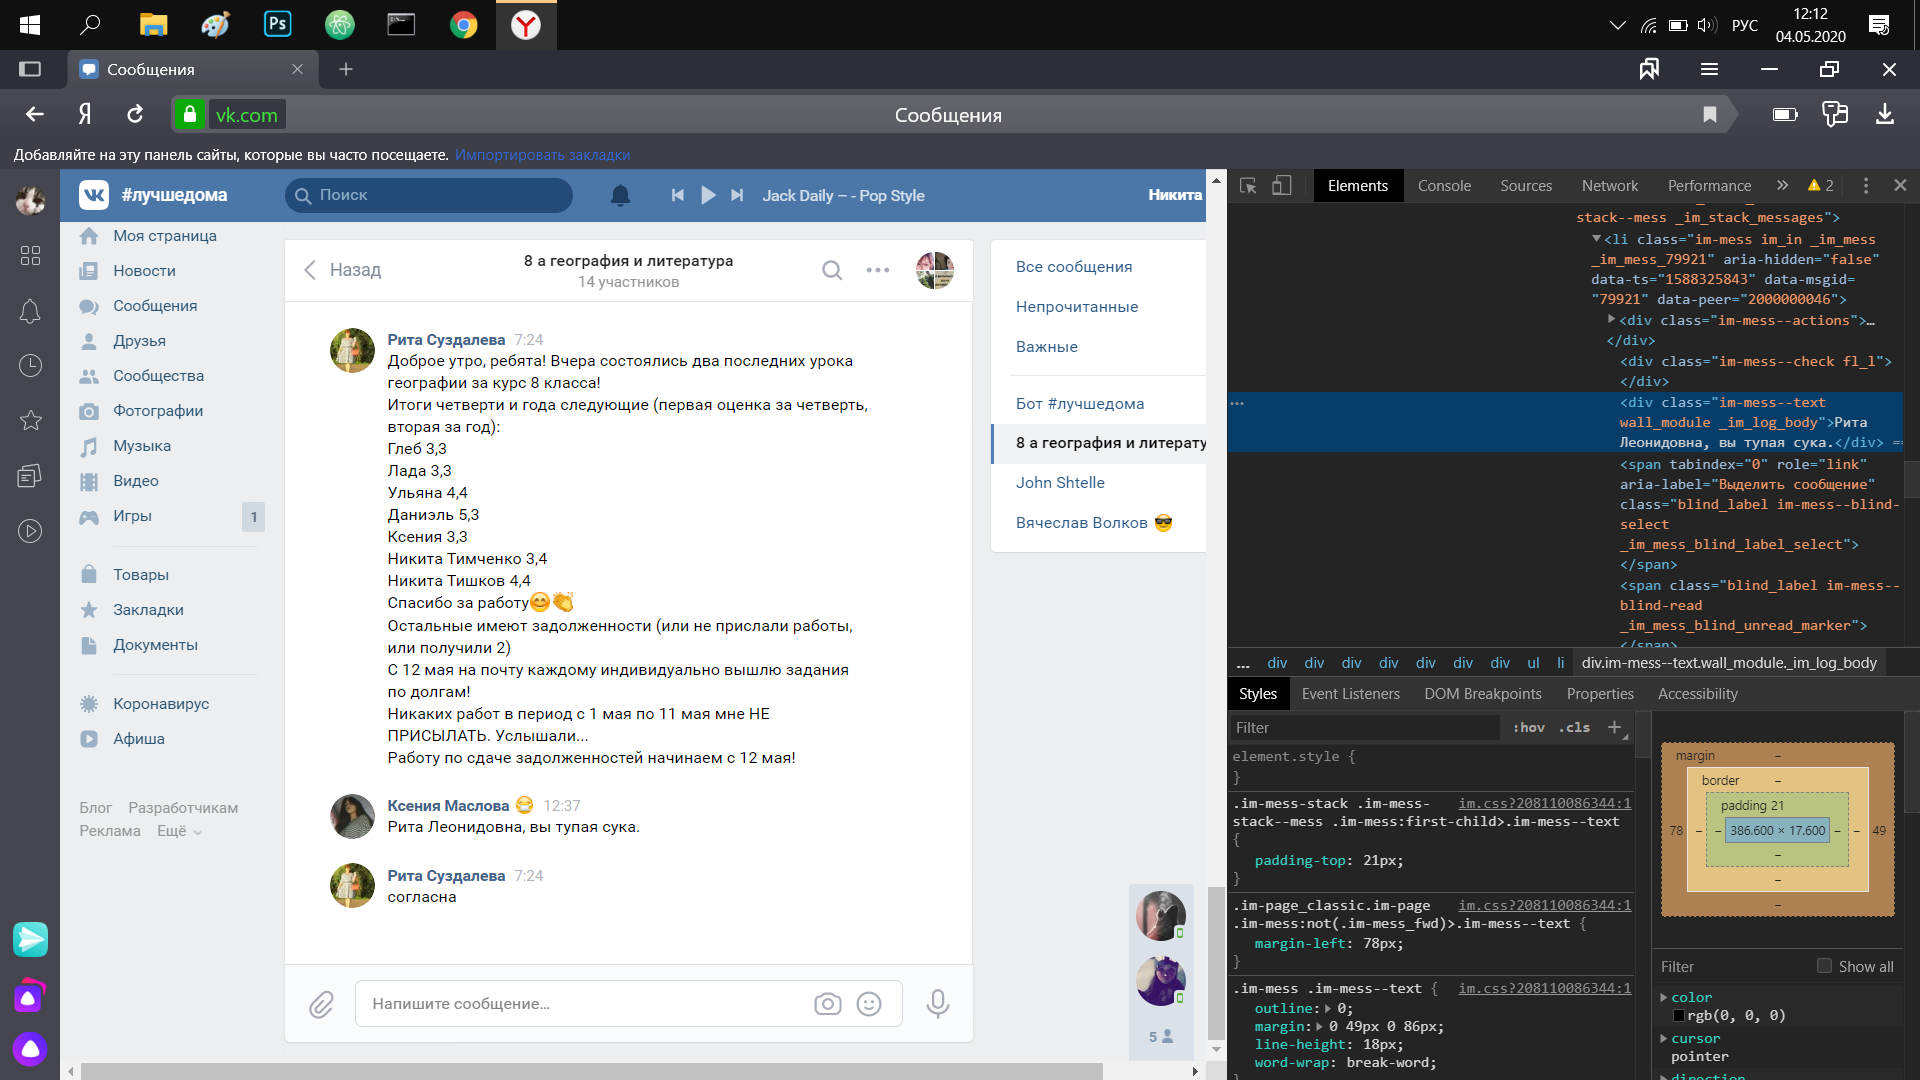 12:12
РУС
04.05.2020
Сообщения
vk.com
Сообщения
Добавляйте на эту панель сайты, которые вы часто посещаете. Импортировать закладки
#лучшедома
Поиск
Jack Daily – - Pop Style
Никита
Моя страница
Новости
Сообщения
Друзья
Сообщества
Фотографии
Музыка
Видео
Игры
1
Товары
Закладки
Документы
Коронавирус
Афиша
Блог Разработчикам
Реклама Ещё
Назад
8 а география и литература
14 участников
Рита Суздалева 7:24
Доброе утро, ребята! Вчера состоялись два последних урока
географии за курс 8 класса!
Итоги четверти и года следующие (первая оценка за четверть,
вторая за год):
Глеб 3,3
Лада 3,3
Ульяна 4,4
Даниэль 5,3
Ксения 3,3
Никита Тимченко 3,4
Никита Тишков 4,4
Спасибо за работу😊👏
Остальные имеют задолженности (или не прислали работы,
или получили 2)
С 12 мая на почту каждому индивидуально вышлю задания
по долгам!
Никаких работ в период с 1 мая по 11 мая мне НЕ
ПРИСЫЛАТЬ. Услышали...
Работу по сдаче задолженностей начинаем с 12 мая!
Ксения Маслова 😷 12:37
Рита Леонидовна, вы тупая сука.
Рита Суздалева 7:24
согласна
Напишите сообщение...
Все сообщения
Непрочитанные
Важные
Бот #лучшедома
8 а география и литерату
John Shtelle
Вячеслав Волков 😎
5
Elements
Console
Sources
Network
Performance
»
2
stack--mess _im_stack_messages">
<li class="im-mess im_in _im_mess
_im_mess_79921" aria-hidden="false"
data-ts="1588325843" data-msgid=
"79921" data-peer="2000000046">
<div class="im-mess--actions">…
</div>
<div class="im-mess--check fl_l">
</div>
<div class="im-mess--text
wall_module _im_log_body">Рита
Леонидовна, вы тупая сука.</div> ==
<span tabindex="0" role="link"
aria-label="Выделить сообщение"
class="blind_label im-mess--blind-
select
_im_mess_blind_label_select">
</span>
<span class="blind_label im-mess--
blind-read
_im_mess_blind_unread_marker">
</span>
... div div div div div div div ul li div.im-mess--text.wall_module._im_log_body
Styles Event Listeners DOM Breakpoints Properties Accessibility
Filter
:hov .cls +
element.style {
}
.im-mess-stack .im-mess- im.css?208110086344:1
stack--mess .im-mess:first-child>.im-mess--text
{
padding-top: 21px;
}
.im-page_classic.im-page im.css?208110086344:1
.im-mess:not(.im-mess_fwd)>.im-mess--text {
margin-left: 78px;
}
.im-mess .im-mess--text { im.css?208110086344:1
outline: 0;
margin: 0 49px 0 86px;
line-height: 18px;
word-wrap: break-word;
margin –
border –
padding 21
78 – – 386.600 × 17.600 – – 49
–
–
–
Filter
Show all
color
rgb(0, 0, 0)
cursor
pointer
direction